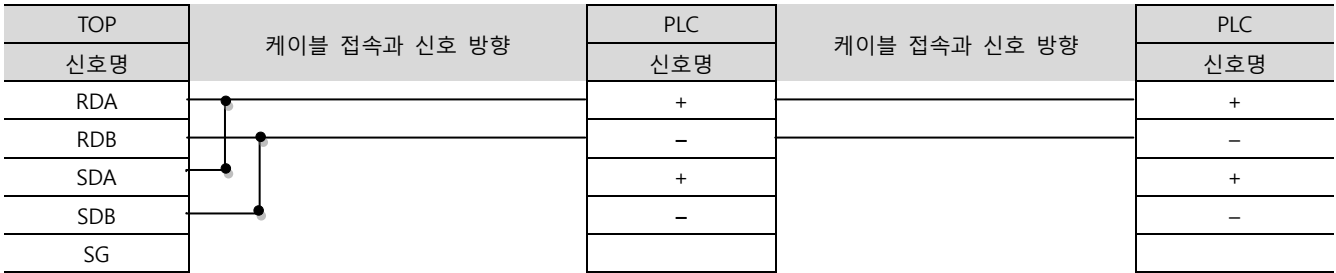 TOP 케이블 접속과 신호 방향 PLC 케이블 접속과 신호 방향 PLC
신호명 신호명 신호명
RDA + +
RDB − −
SDA + +
SDB − −
SG